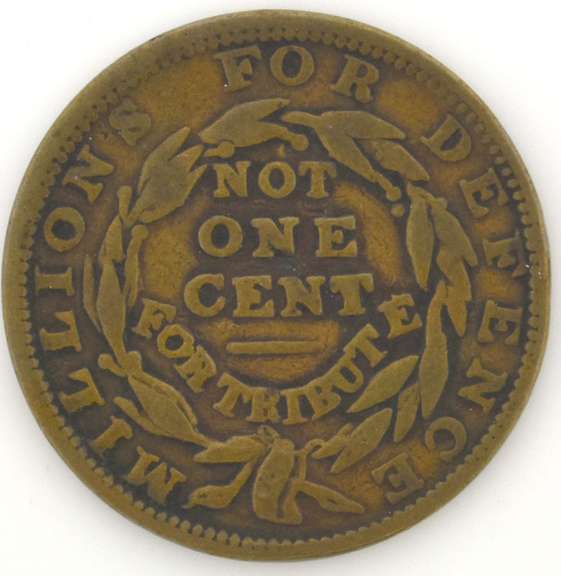 MILLIONS FOR DEFENCE
NOT
ONE
CENT
FOR TRIBUTE